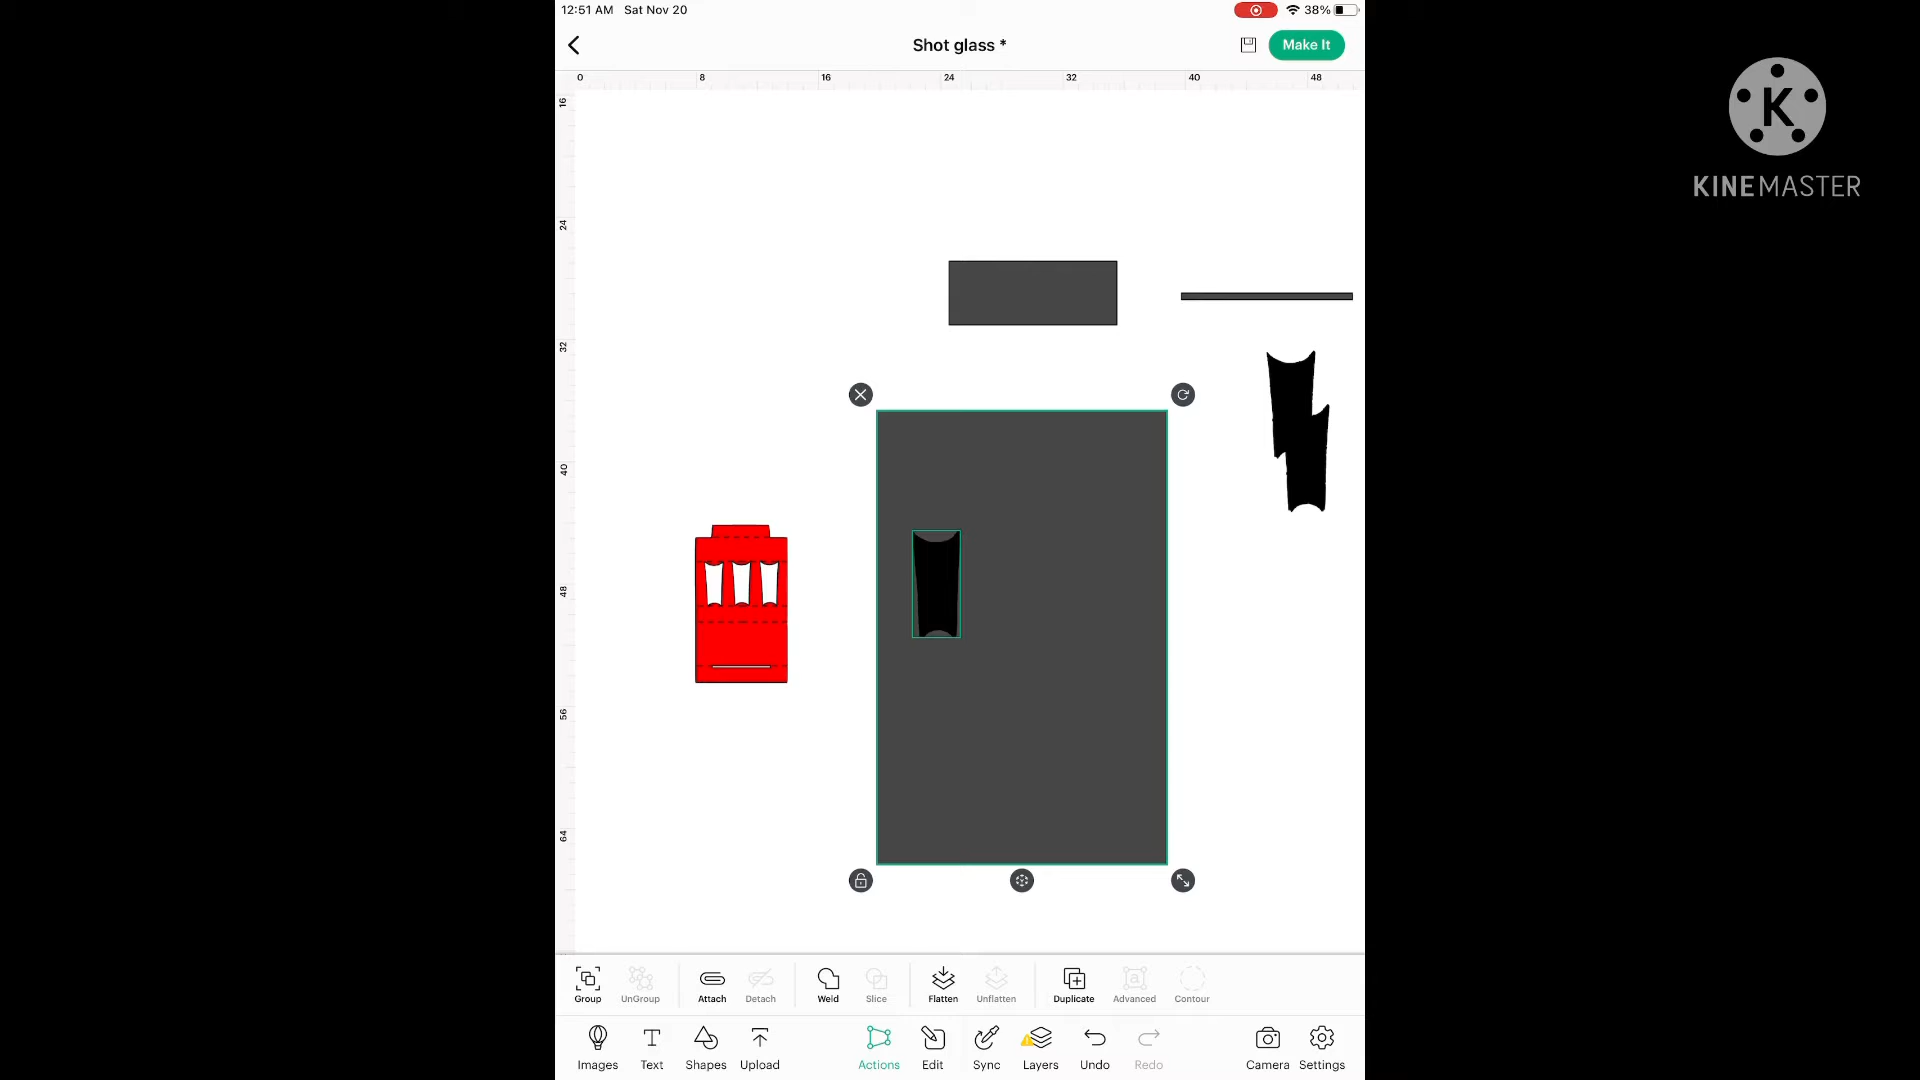 12:51 AM Sat Nov 20
38%
Shot glass *
Make It
0 8 16 24 32 40 48
16
24
32
40
48
56
64
K
KINEMASTER
Group UnGroup Attach Detach Weld Slice Flatten Unflatten Duplicate Advanced Contour
Images Text Shapes Upload Actions Edit Sync Layers Undo Redo Camera Settings